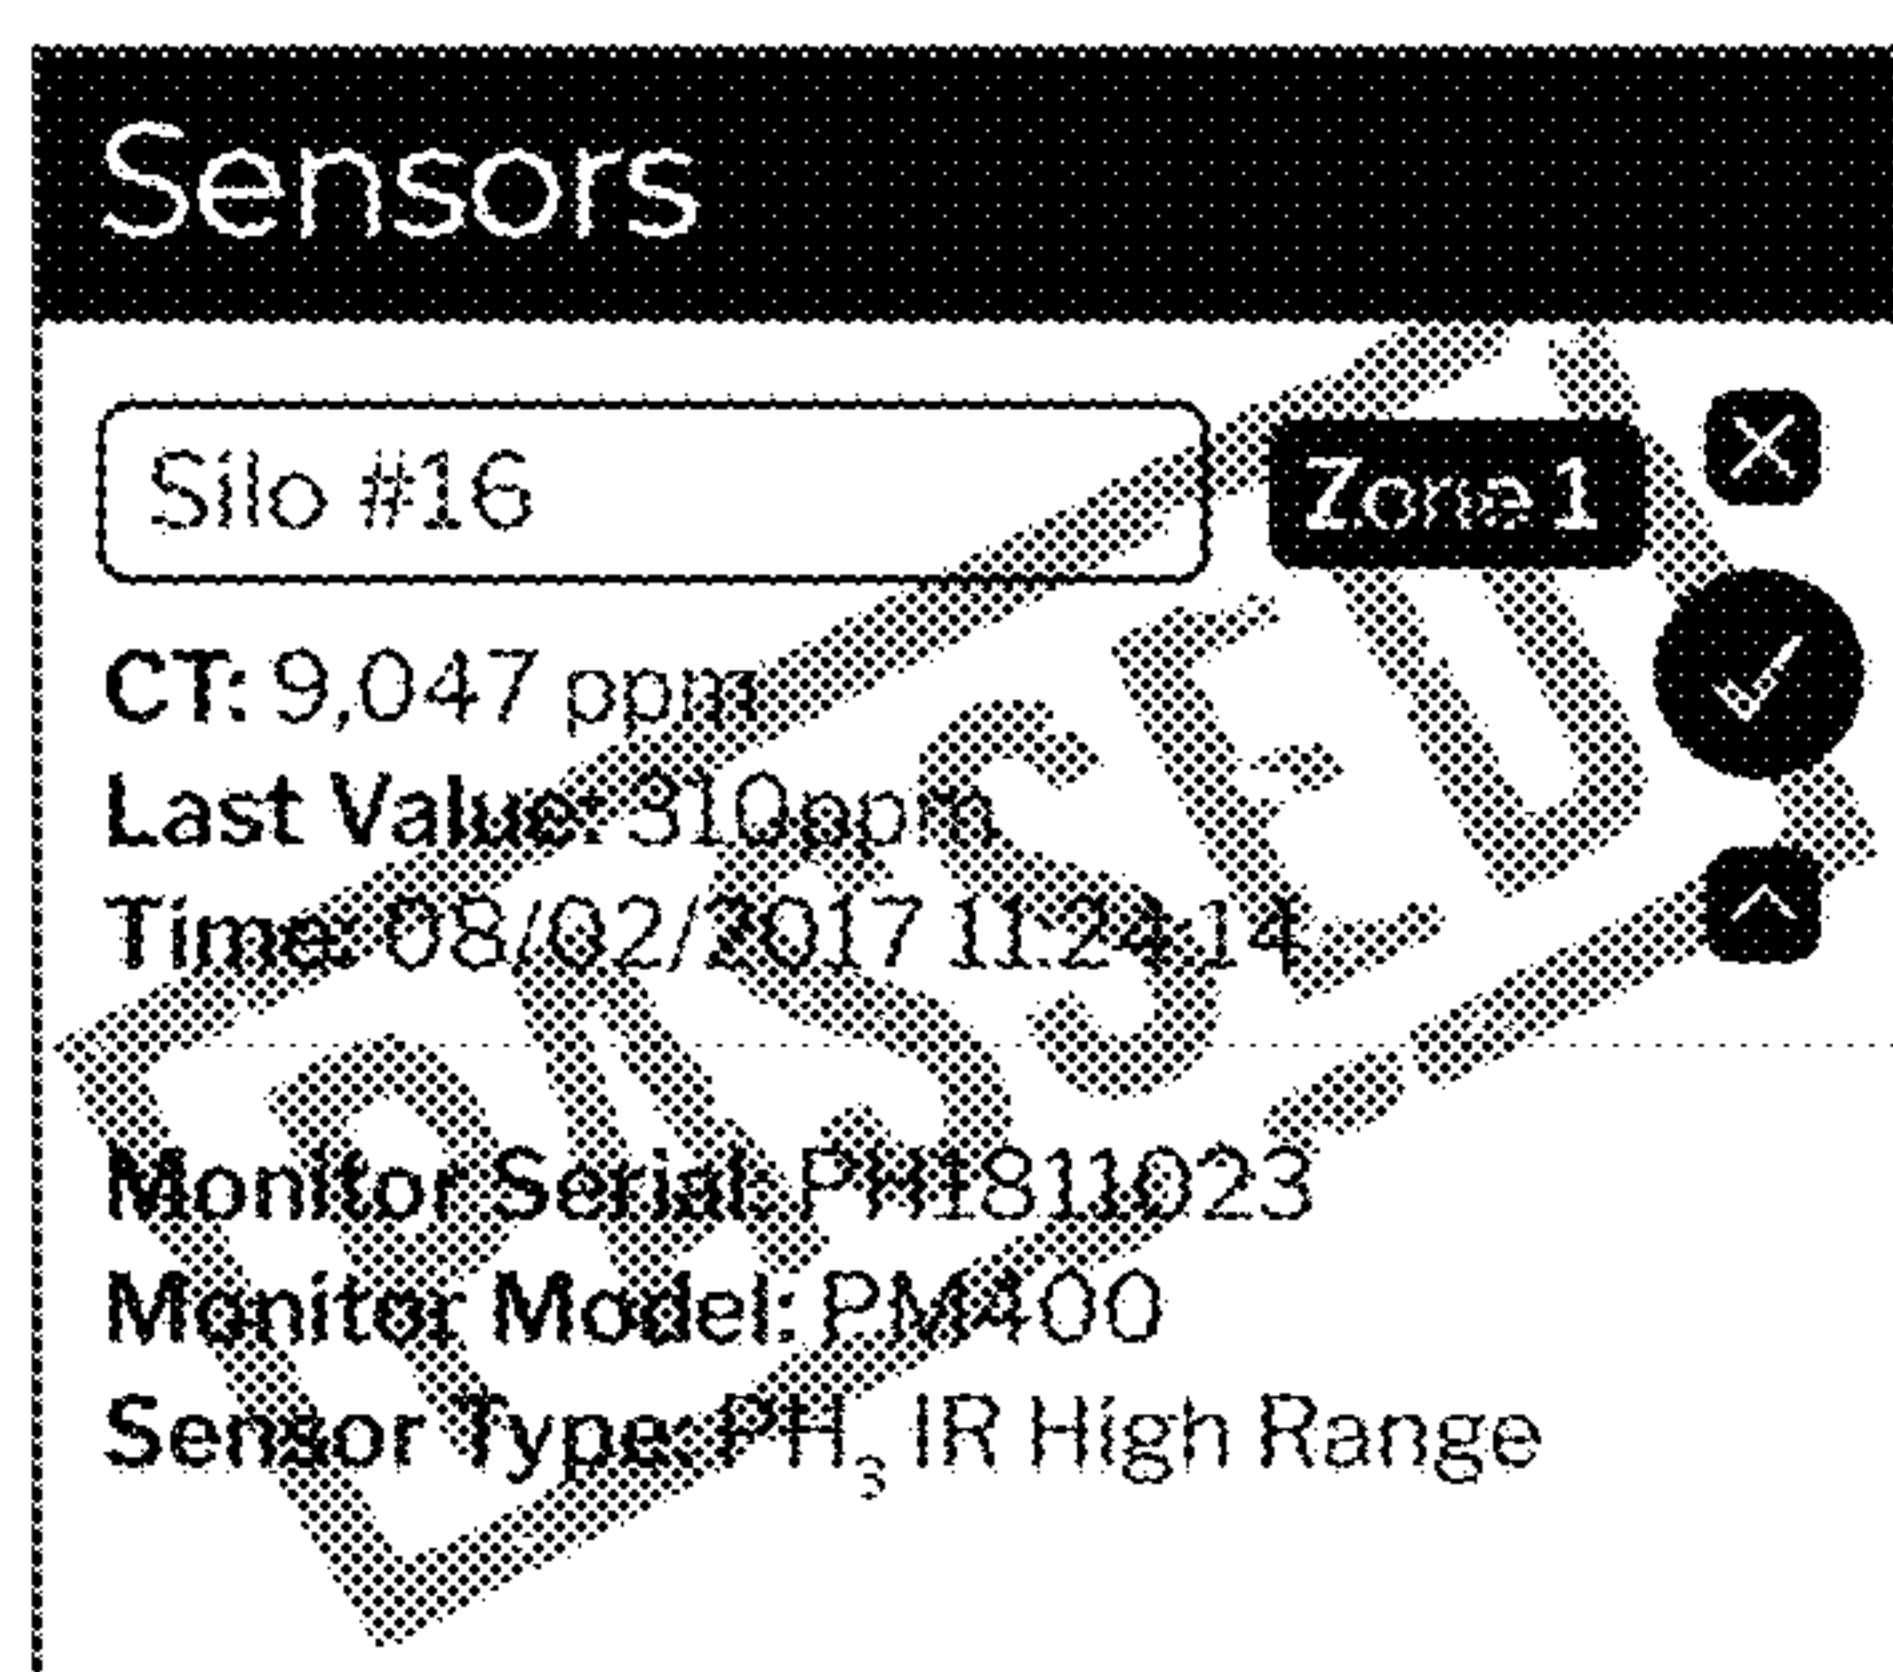 Sensors
Silo #16
Zone 1
CT: 9,047 ppm
Last Value: 310ppm
Time: 08/02/2017 11:24:14
PASSED
Monitor Serial: PH1811023
Monitor Model: PM400
Sensor Type: PH₃ IR High Range